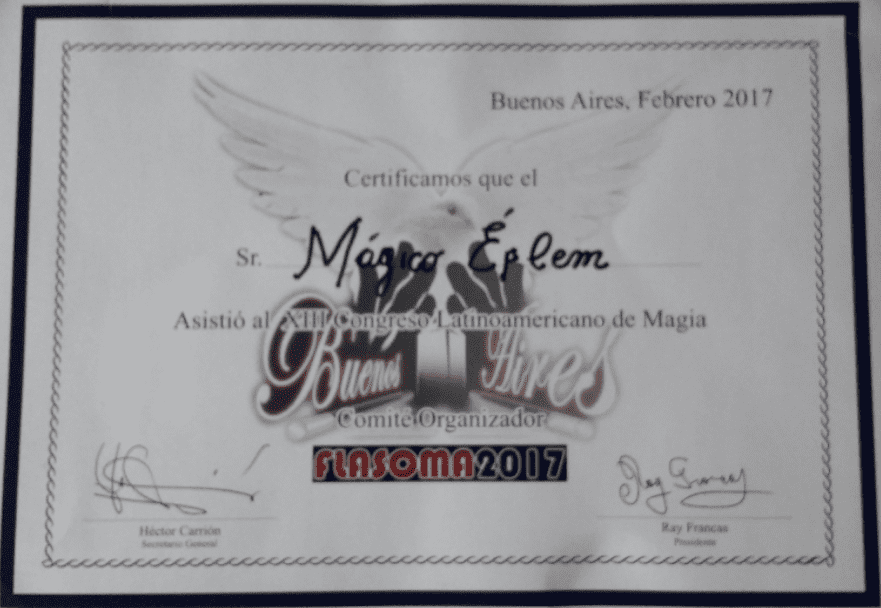 Buenos Aires, Febrero 2017
Certificamos que el
Sr. Mágico Éplem
Asistió al XIII Congreso Latinoamericano de Magia
Buenos Aires
Comité Organizador
FLASOMA2017
Héctor Carrión
Secretario General
Ray Francas
Presidente